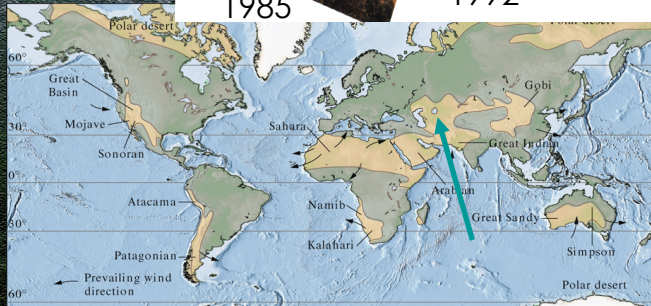 1985
1992
Polar desert
Polar desert
60°
Great
Basin
Gobi
Mojave
Sahara
30°
Great Indian
Sonoran
0°
Arabian
Atacama
Namib
Great Sandy
30°
Kalahari
Simpson
Patagonian
Prevailing wind
direction
Polar desert
60°